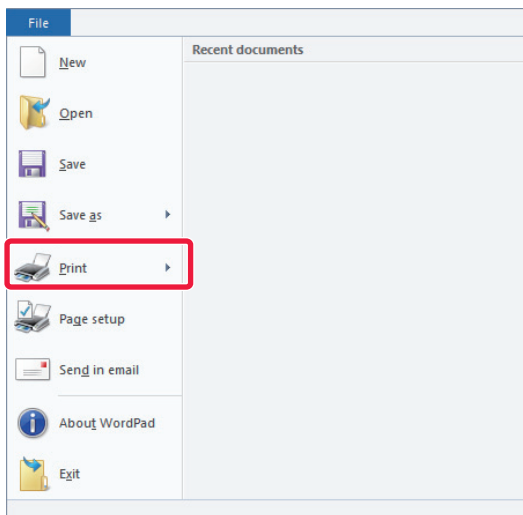 File
Recent documents
New
Open
Save
Save as
Print
Page setup
Send in email
About WordPad
Exit